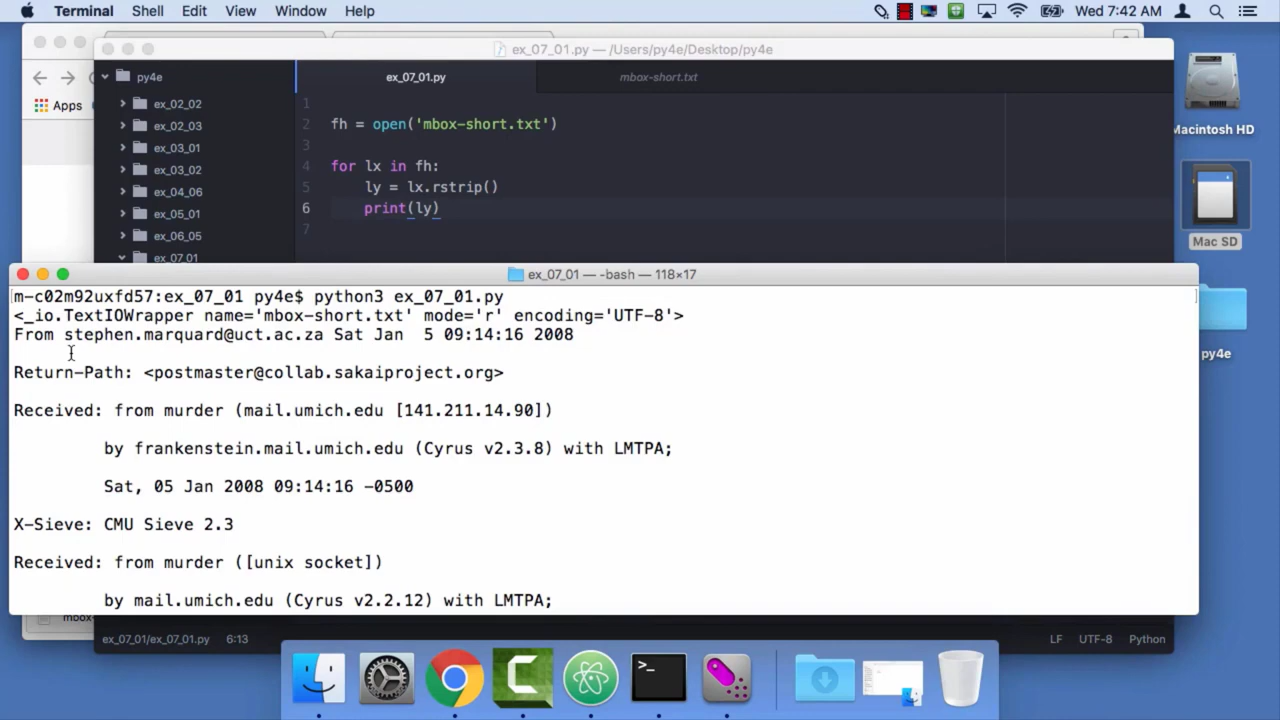 Terminal Shell Edit View Window Help Wed 7:42 AM
ex_07_01.py — /Users/py4e/Desktop/py4e
py4e
ex_07_01.py
mbox-short.txt
Apps
ex_02_02
ex_02_03
ex_03_01
ex_03_02
ex_04_06
ex_05_01
ex_06_05
ex_07_01
1
2 fh = open('mbox-short.txt')
3
4 for lx in fh:
5 ly = lx.rstrip()
6 print(ly)
7
Macintosh HD
Mac SD
py4e
ex_07_01 — -bash — 118×17
m-c02m92uxfd57:ex_07_01 py4e$ python3 ex_07_01.py
<_io.TextIOWrapper name='mbox-short.txt' mode='r' encoding='UTF-8'>
From stephen.marquard@uct.ac.za Sat Jan  5 09:14:16 2008
Return-Path: <postmaster@collab.sakaiproject.org>
Received: from murder (mail.umich.edu [141.211.14.90])
by frankenstein.mail.umich.edu (Cyrus v2.3.8) with LMTPA;
Sat, 05 Jan 2008 09:14:16 -0500
X-Sieve: CMU Sieve 2.3
Received: from murder ([unix socket])
by mail.umich.edu (Cyrus v2.2.12) with LMTPA;
mbox-
ex_07_01/ex_07_01.py 6:13 LF UTF-8 Python